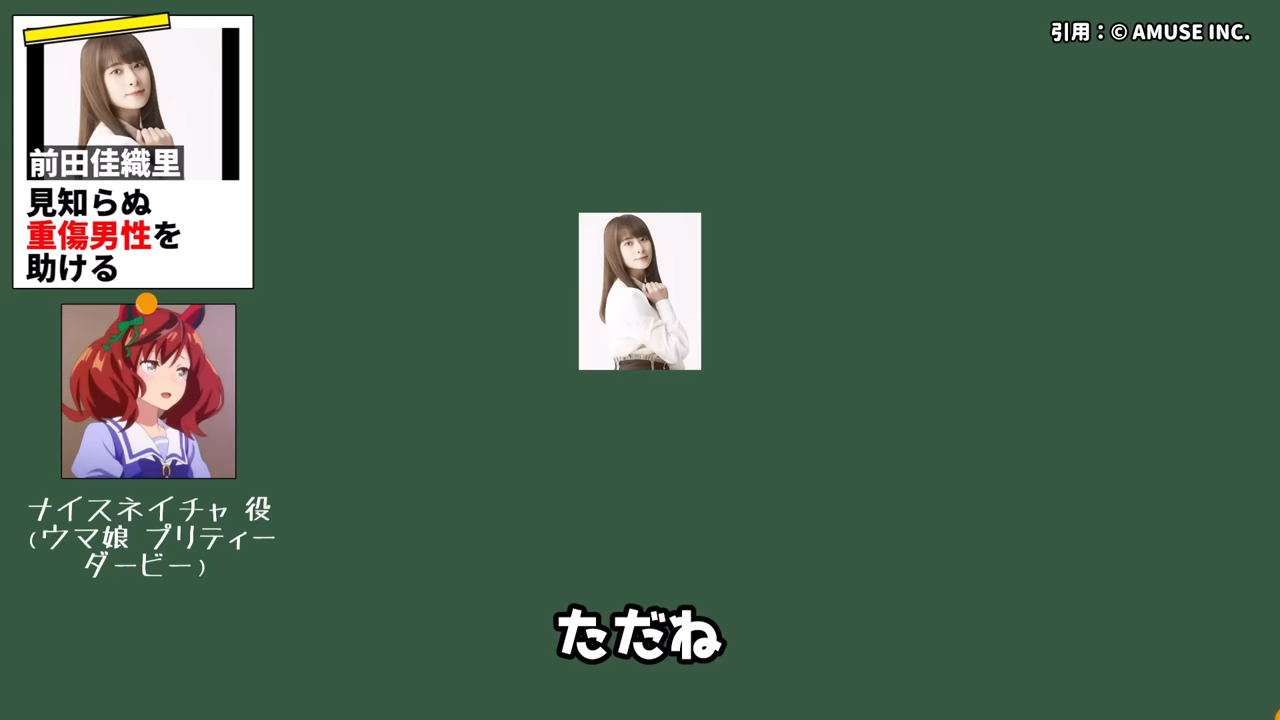 引用：© AMUSE INC.
前田佳織里
見知らぬ
重傷男性を
助ける
ナイスネイチャ 役
(ウマ娘 プリティー
ダービー)
ただね